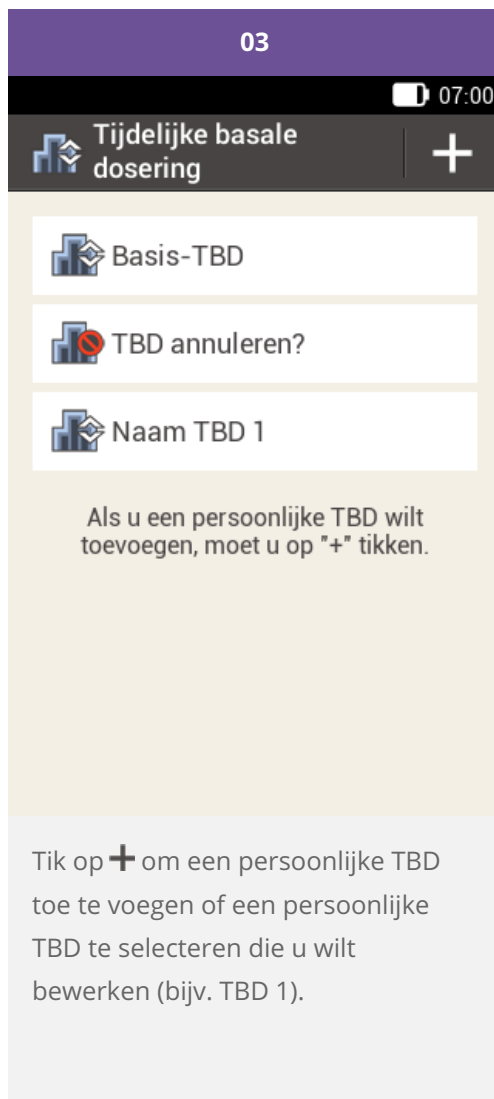 03
07:00
Tijdelijke basale
dosering
Basis-TBD
TBD annuleren?
Naam TBD 1
Als u een persoonlijke TBD wilt
toevoegen, moet u op "+" tikken.
Tik op + om een persoonlijke TBD
toe te voegen of een persoonlijke
TBD te selecteren die u wilt
bewerken (bijv. TBD 1).